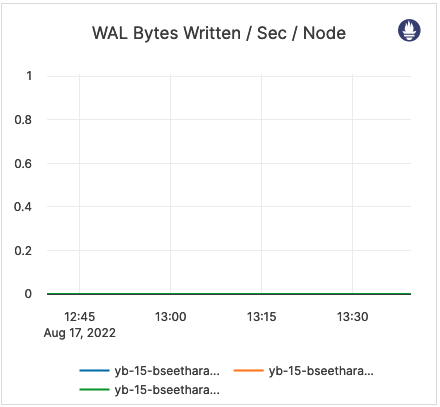 WAL Bytes Written / Sec / Node
1
0.8
0.6
0.4
0.2
0
12:45 13:00 13:15 13:30
Aug 17, 2022
yb-15-bseethara... yb-15-bseethara...
yb-15-bseethara...